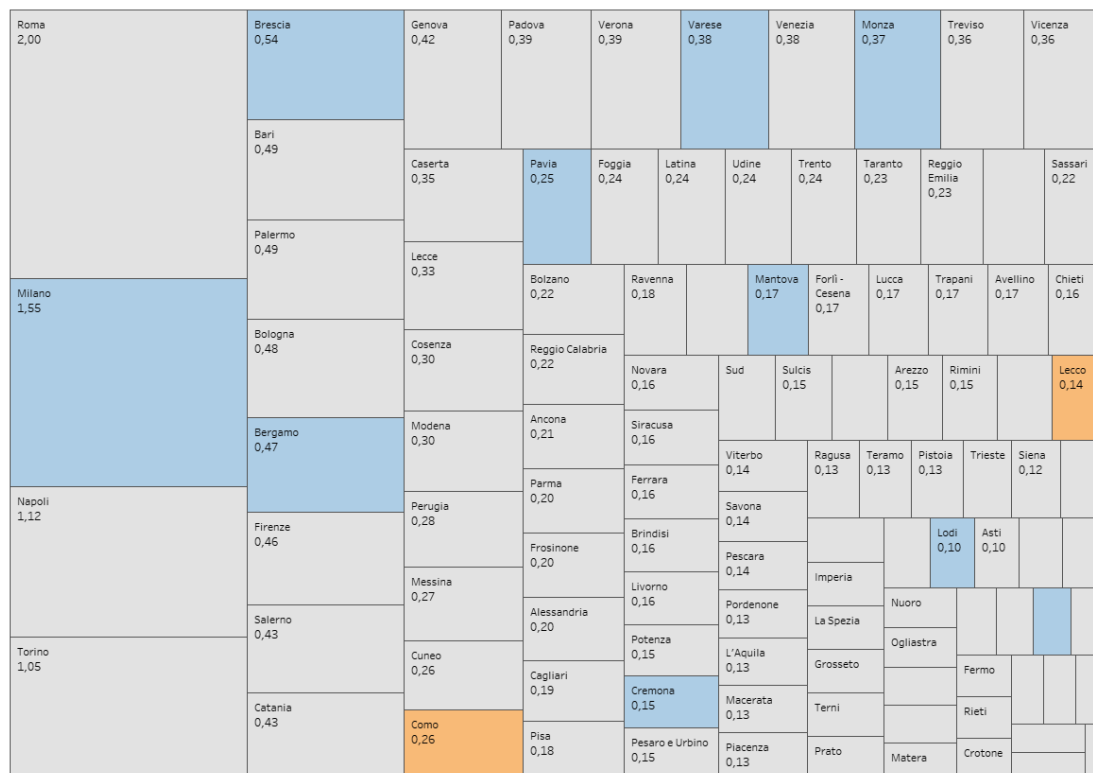 Roma
2,00
Milano
1,55
Napoli
1,12
Torino
1,05
Brescia
0,54
Bari
0,49
Palermo
0,49
Bologna
0,48
Bergamo
0,47
Firenze
0,46
Salerno
0,43
Catania
0,43
Genova
0,42
Padova
0,39
Verona
0,39
Varese
0,38
Venezia
0,38
Monza
0,37
Treviso
0,36
Vicenza
0,36
Caserta
0,35
Lecce
0,33
Cosenza
0,30
Modena
0,30
Perugia
0,28
Messina
0,27
Cuneo
0,26
Como
0,26
Pavia
0,25
Foggia
0,24
Latina
0,24
Udine
0,24
Trento
0,24
Taranto
0,23
Reggio
Emilia
0,23
Sassari
0,22
Bolzano
0,22
Reggio Calabria
0,22
Ancona
0,21
Parma
0,20
Frosinone
0,20
Alessandria
0,20
Cagliari
0,19
Pisa
0,18
Ravenna
0,18
Mantova
0,17
Forlì -
Cesena
0,17
Lucca
0,17
Trapani
0,17
Avellino
0,17
Chieti
0,16
Novara
0,16
Siracusa
0,16
Ferrara
0,16
Brindisi
0,16
Livorno
0,16
Potenza
0,15
Cremona
0,15
Pesaro e Urbino
0,15
Sud
Sulcis
0,15
Arezzo
0,15
Rimini
0,15
Lecco
0,14
Viterbo
0,14
Savona
0,14
Pescara
0,14
Pordenone
0,13
L'Aquila
0,13
Macerata
0,13
Piacenza
0,13
Ragusa
0,13
Teramo
0,13
Pistoia
0,13
Trieste
Siena
0,12
Imperia
La Spezia
Grosseto
Terni
Prato
Lodi
0,10
Asti
0,10
Nuoro
Ogliastra
Matera
Fermo
Rieti
Crotone